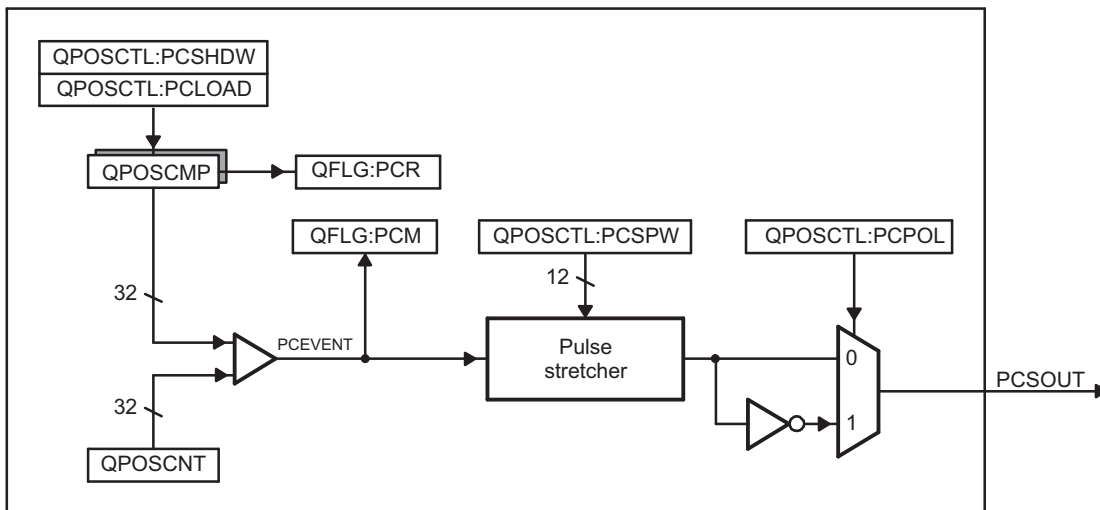 QPOSCTL:PCSHDW
QPOSCTL:PCLOAD
QPOSCMP
QFLG:PCR
QFLG:PCM
QPOSCTL:PCSPW
QPOSCTL:PCPOL
32
12
PCEVENT
Pulse
stretcher
0
1
PCSOUT
32
QPOSCNT